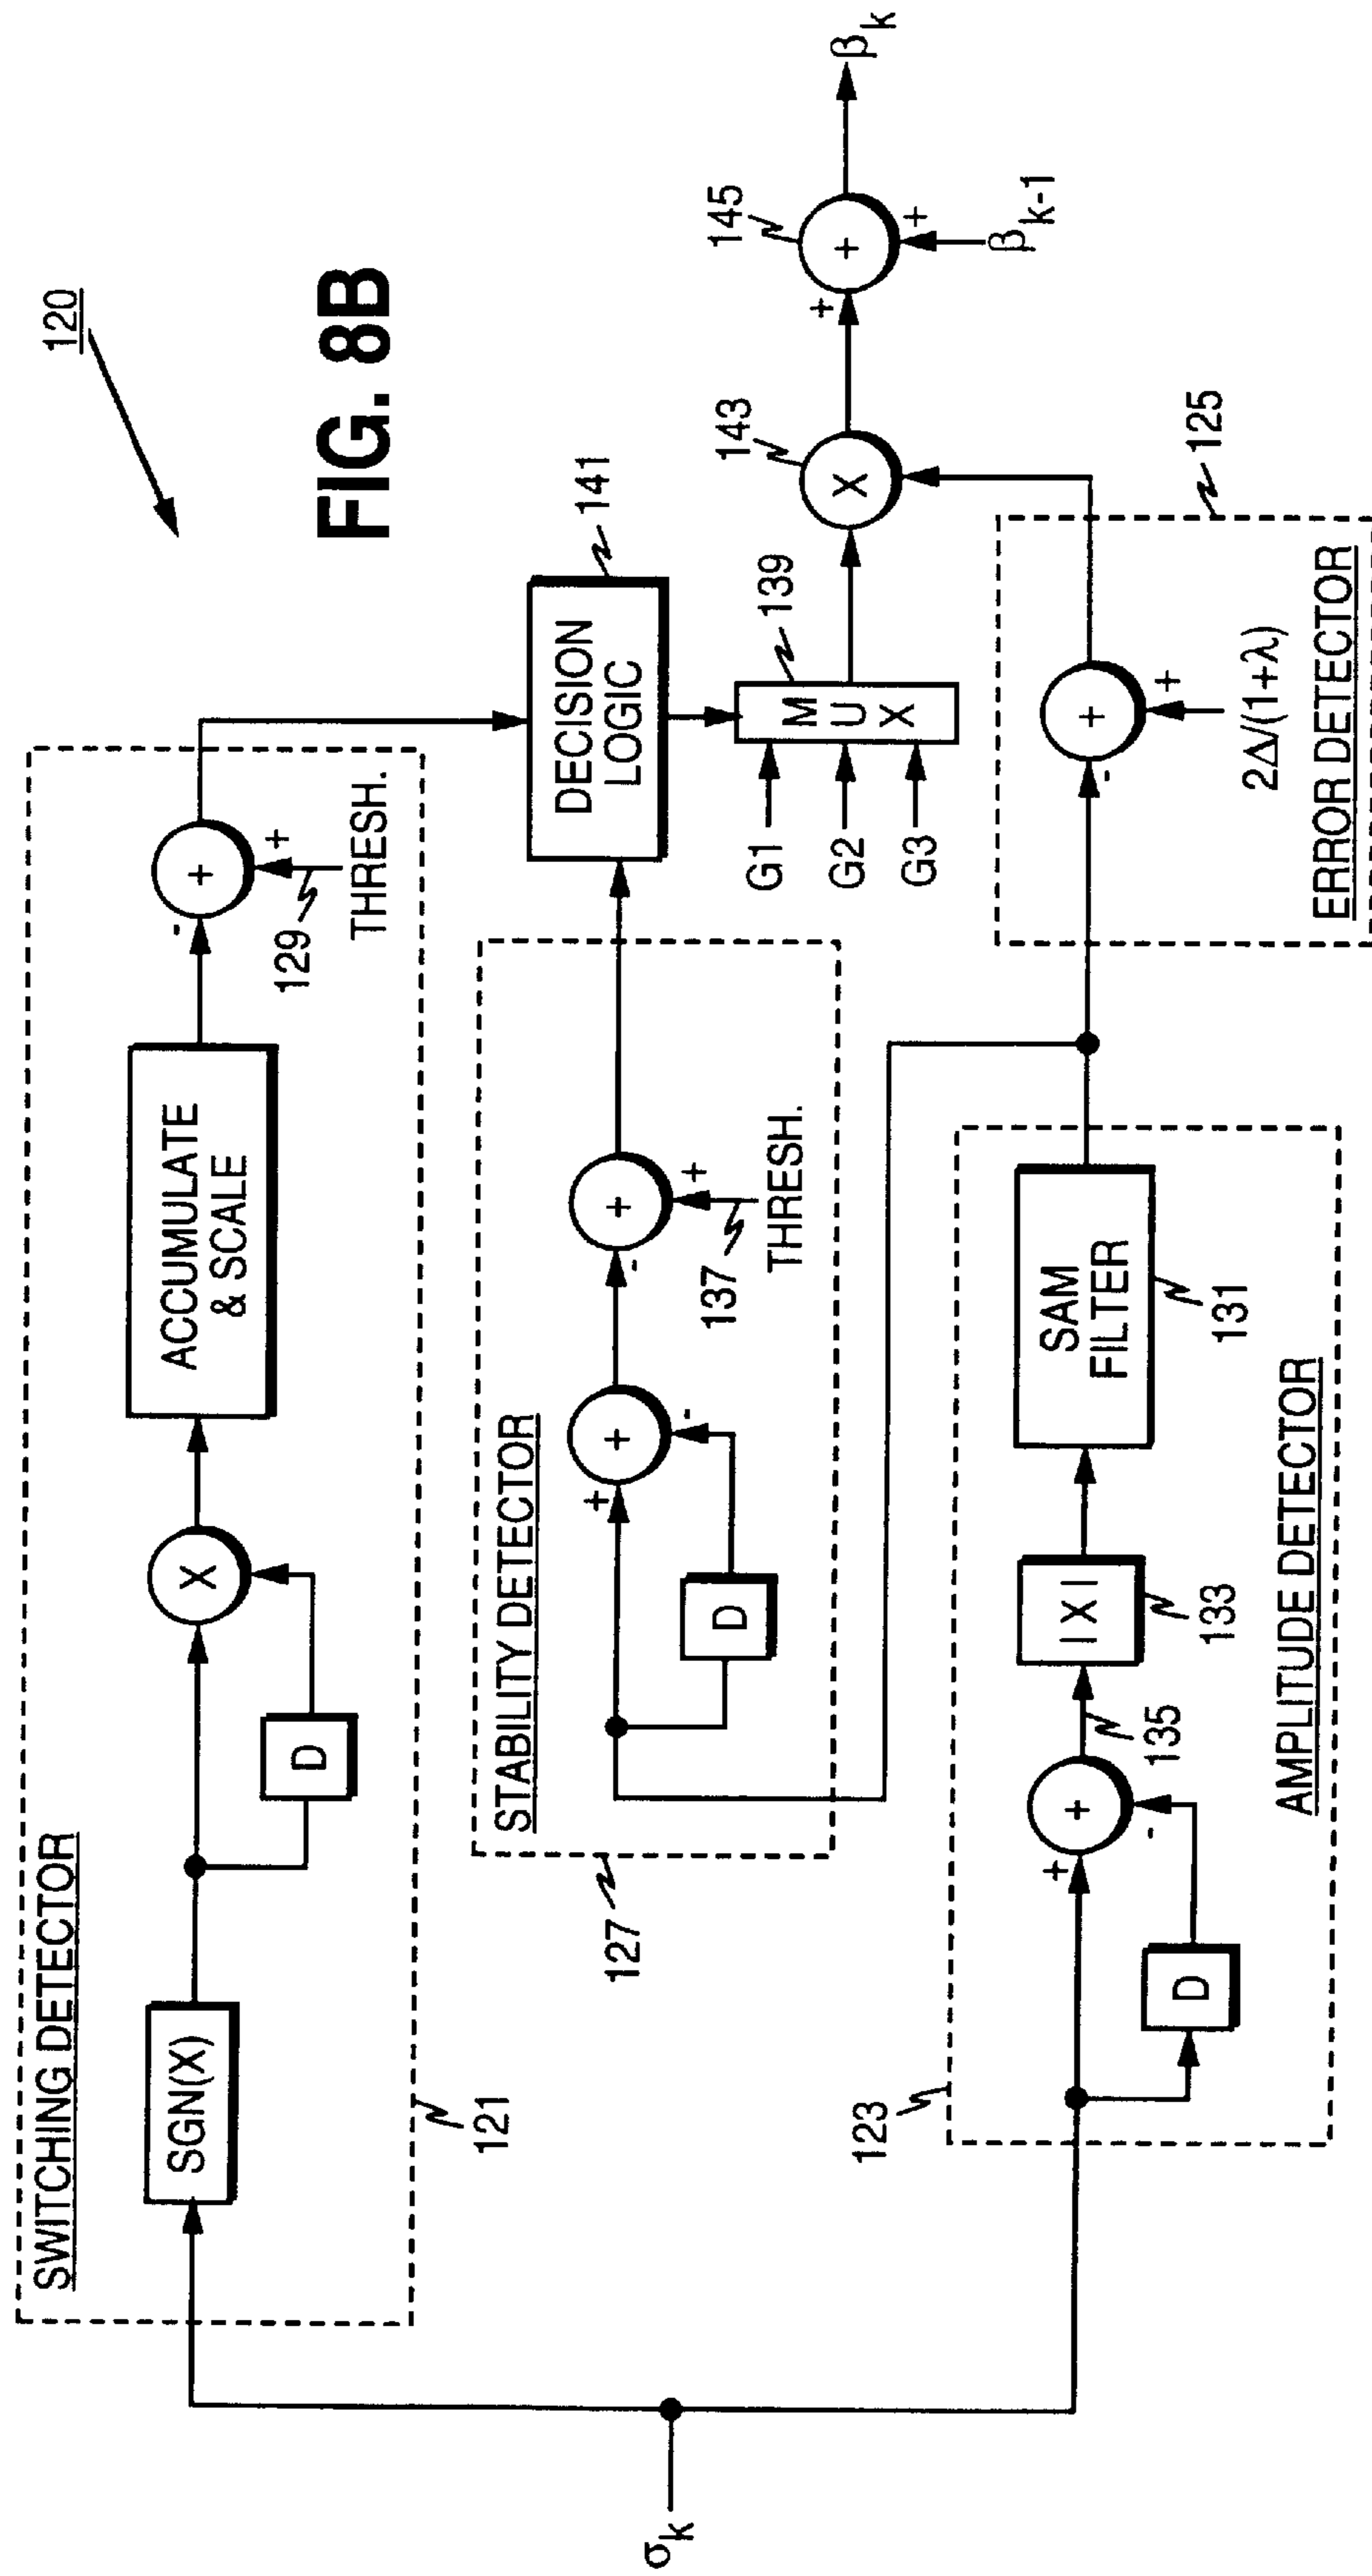 120
FIG. 8B
SWITCHING DETECTOR
SGN(X)
D
X
ACCUMULATE
& SCALE
-
+
+
129
THRESH.
121
σk
STABILITY DETECTOR
D
+
+
-
-
+
+
137
THRESH.
127
DECISION
LOGIC
141
MUX
139
G1
G2
G3
X
143
+
+
+
145
βk
βk-1
123
D
+
+
-
135
|X|
133
SAM
FILTER
131
AMPLITUDE DETECTOR
-
+
+
2Δ/(1+λ)
ERROR DETECTOR
125